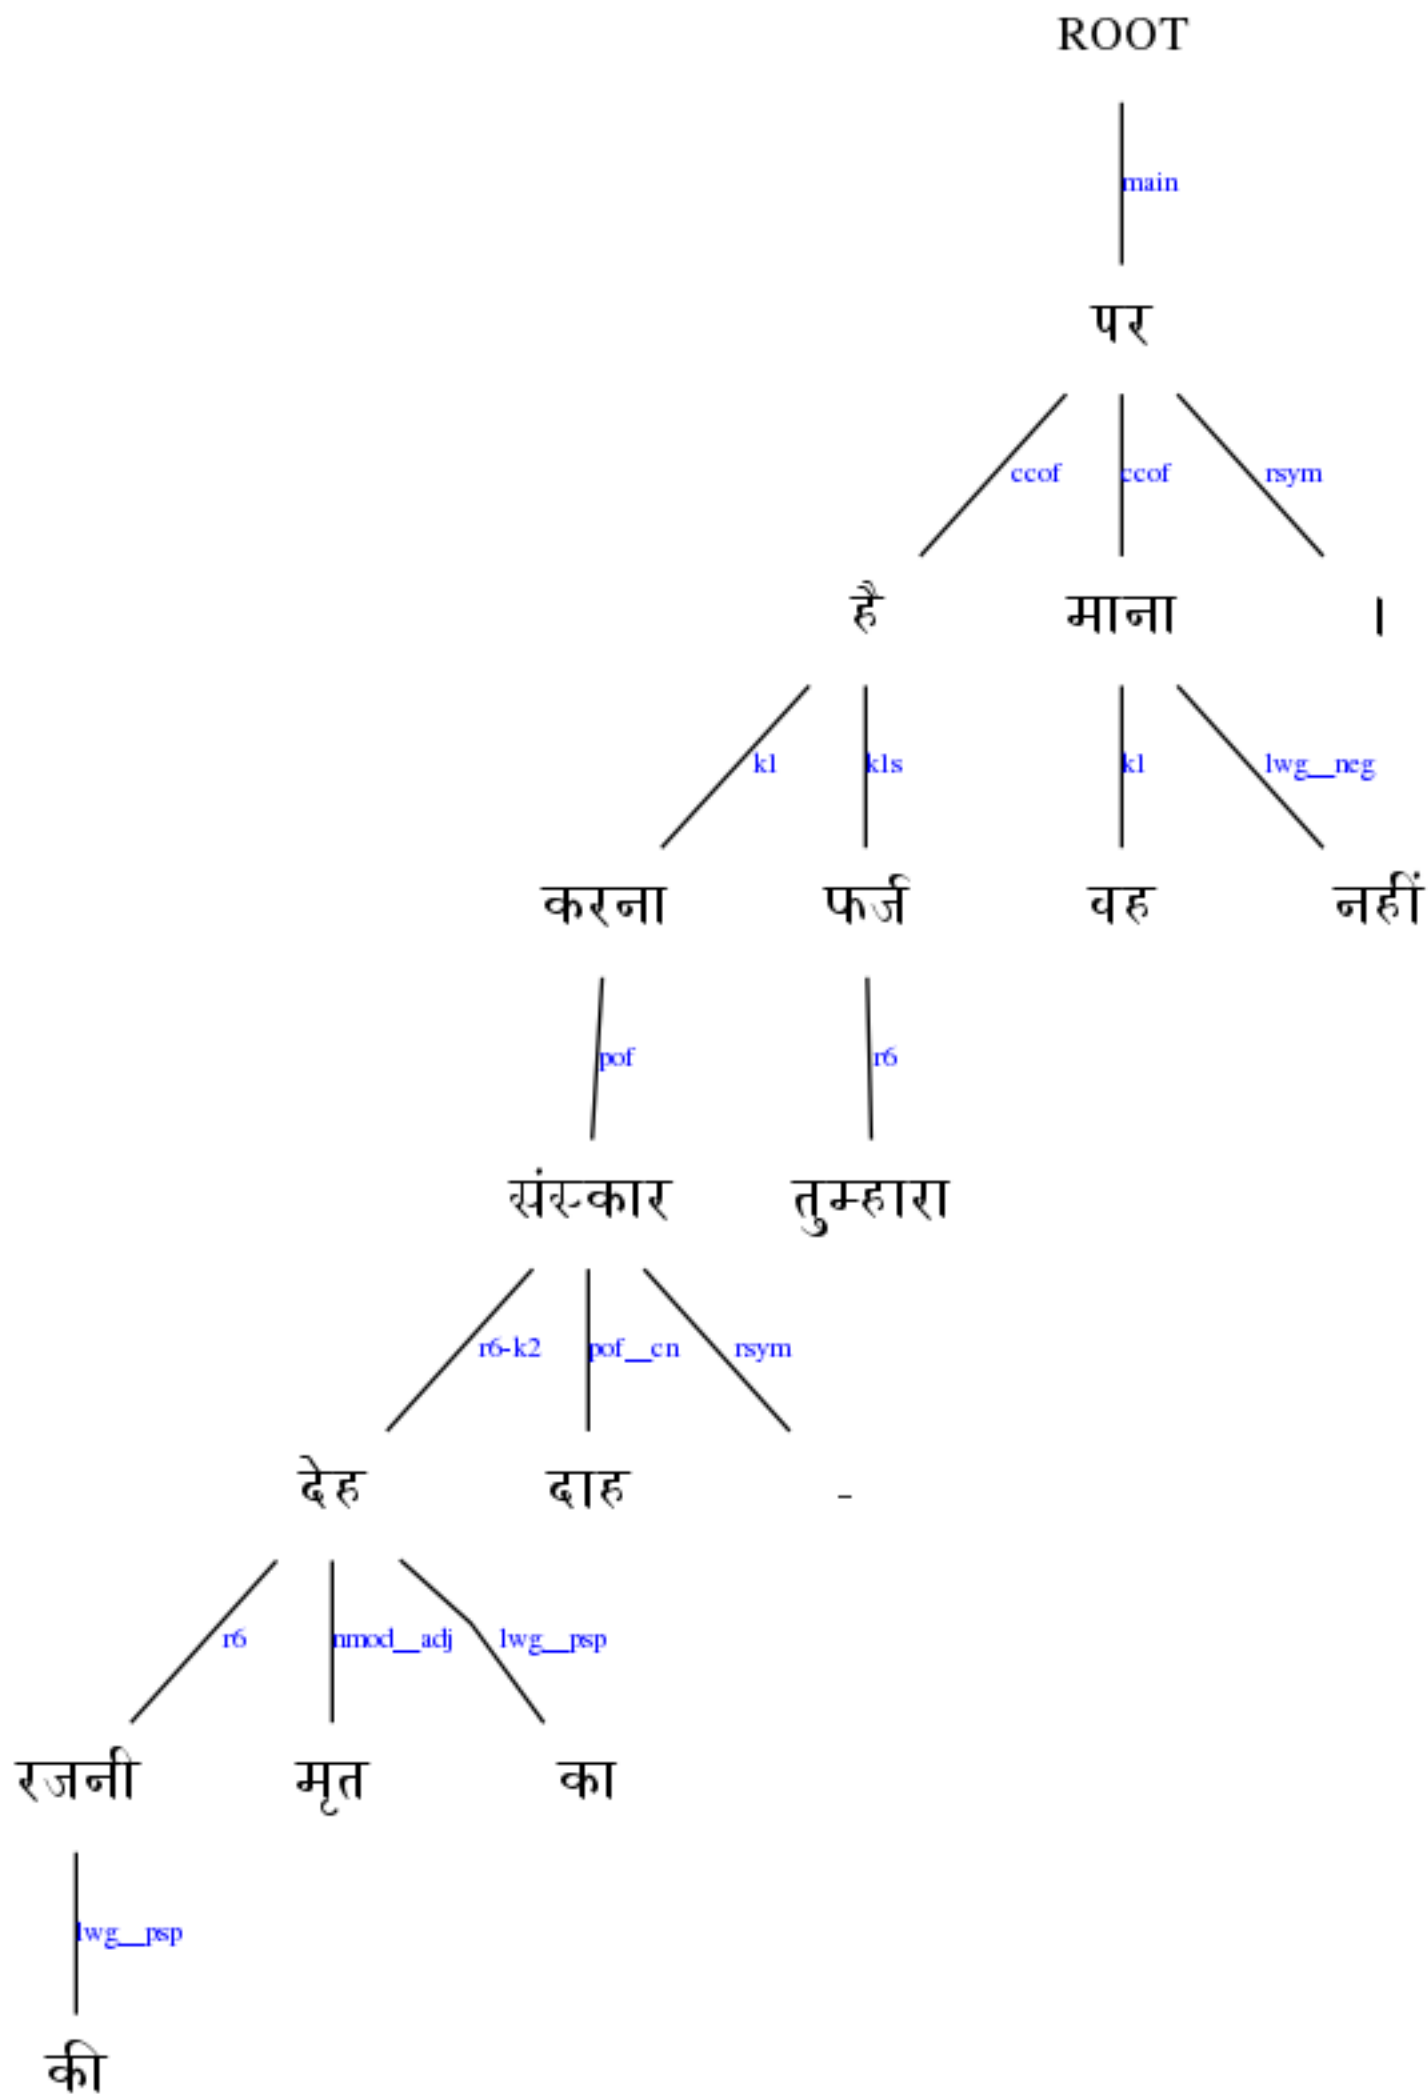 ROOT
main
पर
ccof ccof rsym
है माना ।
k1 k1s k1 lwg__neg
करना फर्ज वह नहीं
pof r6
संस्कार तुम्हारा
r6-k2 pof__cn rsym
देह दाह -
r6 nmod__adj lwg__psp
रजनी मृत का
lwg__psp
की